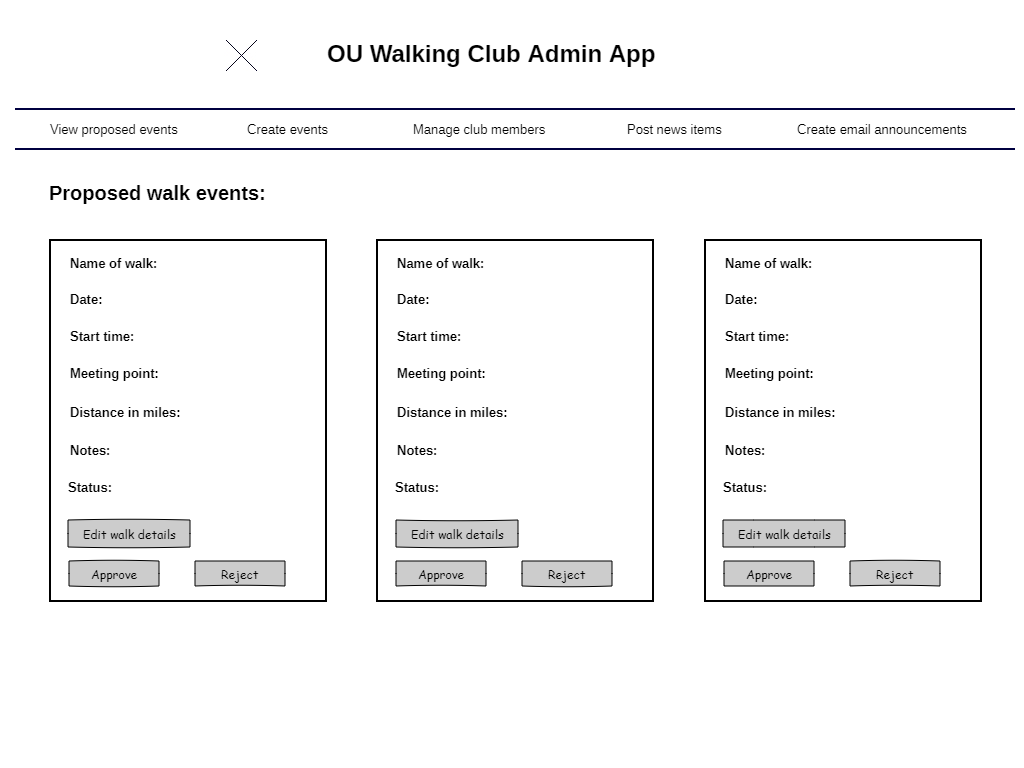 OU Walking Club Admin App
View proposed events Create events Manage club members Post news items Create email announcements
Proposed walk events:
Name of walk:
Date:
Start time:
Meeting point:
Distance in miles:
Notes:
Status:
Edit walk details
Approve Reject
Name of walk:
Date:
Start time:
Meeting point:
Distance in miles:
Notes:
Status:
Edit walk details
Approve Reject
Name of walk:
Date:
Start time:
Meeting point:
Distance in miles:
Notes:
Status:
Edit walk details
Approve Reject